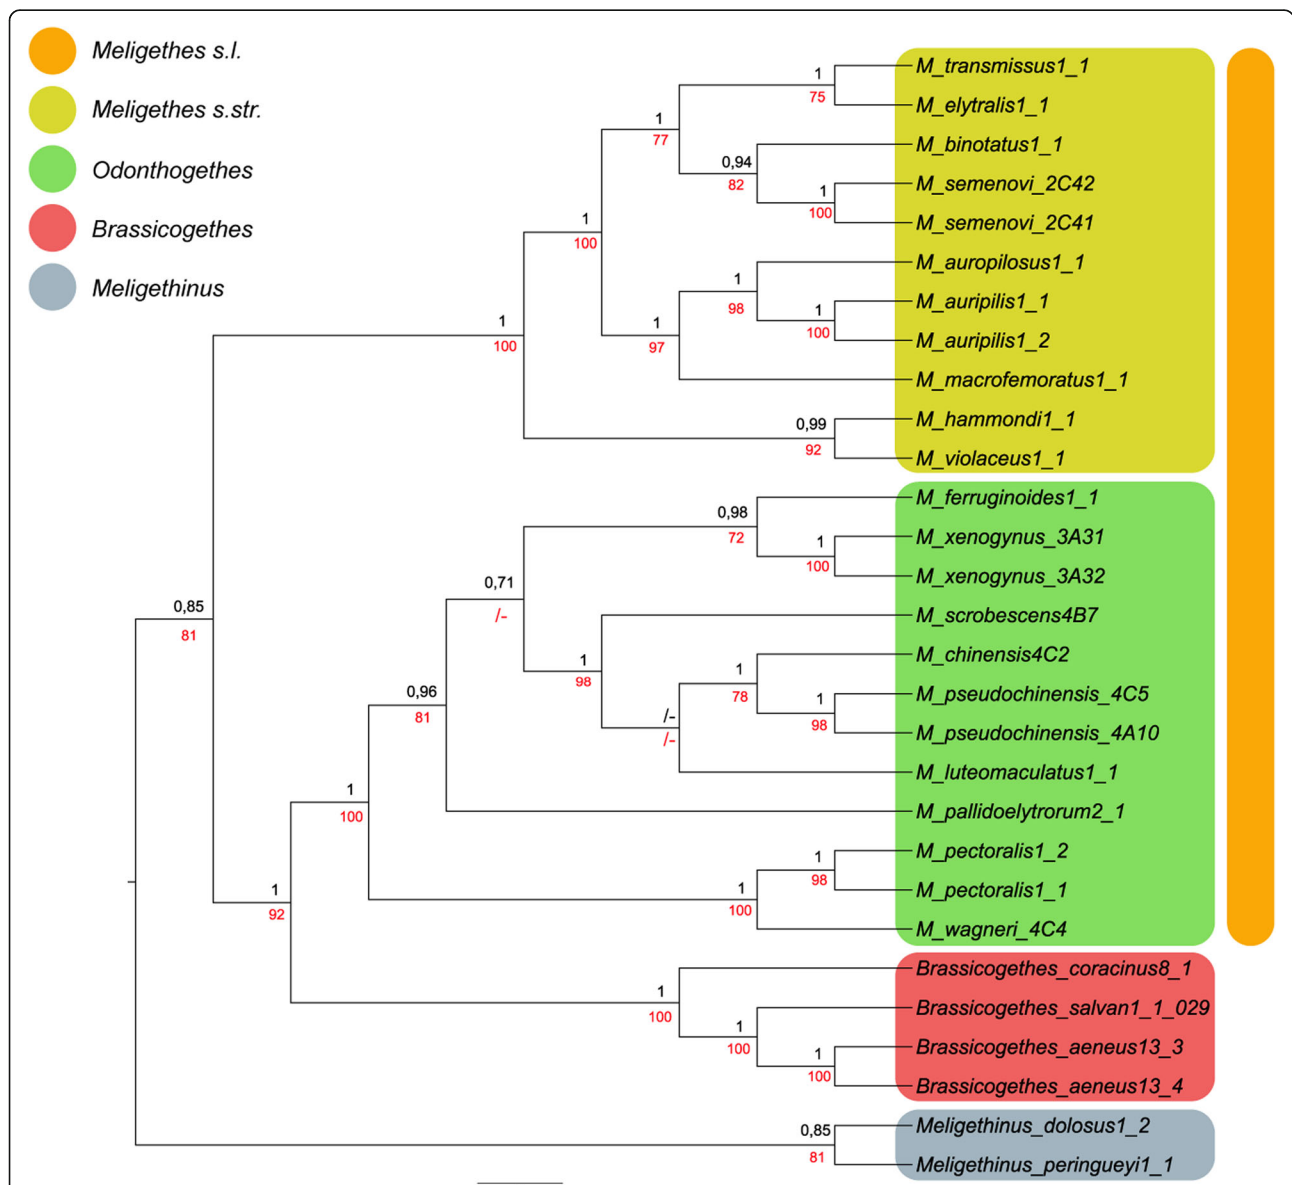 Meligethes s.l.
Meligethes s.str.
Odonthogethes
Brassicogethes
Meligethinus
M_transmissus1_1
1
75
M_elytralis1_1
1
77
M_binotatus1_1
0,94
82
M_semenovi_2C42
1
100
M_semenovi_2C41
1
100
M_auropilosus1_1
1
98
M_auripilis1_1
1
100
M_auripilis1_2
1
97
1
100
M_macrofemoratus1_1
M_hammondi1_1
0,99
92
M_violaceus1_1
M_ferruginoides1_1
0,98
72
M_xenogynus_3A31
1
100
M_xenogynus_3A32
0,71
/-
0,85
81
M_scrobescens4B7
M_chinensis4C2
1
98
1
78
M_pseudochinensis_4C5
1
98
0,96
81
/-
/-
M_pseudochinensis_4A10
M_luteomaculatus1_1
1
100
M_pallidoelytrorum2_1
M_pectoralis1_2
1
98
M_pectoralis1_1
1
100
1
92
M_wagneri_4C4
Brassicogethes_coracinus8_1
1
100
Brassicogethes_salvan1_1_029
1
100
Brassicogethes_aeneus13_3
1
100
Brassicogethes_aeneus13_4
Meligethinus_dolosus1_2
0,85
81
Meligethinus_peringueyi1_1